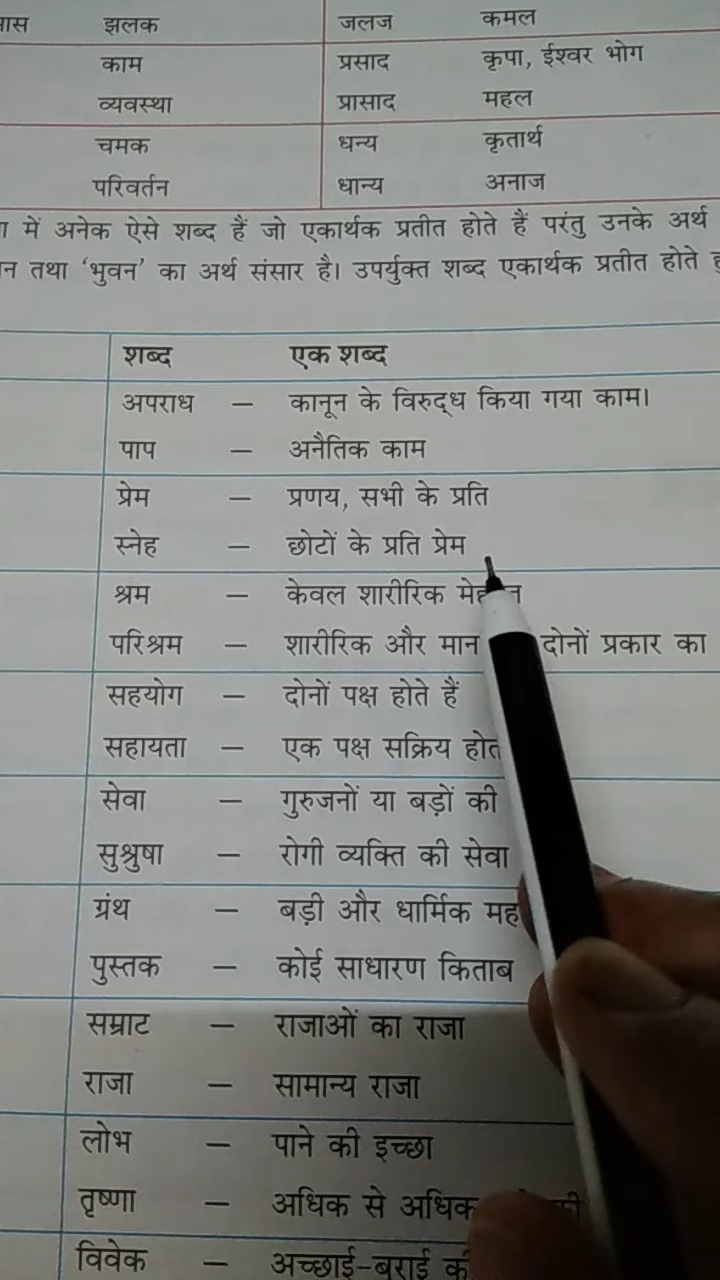 झलक जलज कमल
काम प्रसाद कृपा, ईश्वर भोग
व्यवस्था प्रासाद महल
चमक धन्य कृतार्थ
परिवर्तन धान्य अनाज
में अनेक ऐसे शब्द हैं जो एकार्थक प्रतीत होते हैं परंतु उनके अर्थ
तथा ‘भुवन’ का अर्थ संसार है। उपर्युक्त शब्द एकार्थक प्रतीत होते
शब्द एक शब्द
अपराध — कानून के विरुद्ध किया गया काम।
पाप — अनैतिक काम
प्रेम — प्रणय, सभी के प्रति
स्नेह — छोटों के प्रति प्रेम
श्रम — केवल शारीरिक
परिश्रम — शारीरिक और दोनों प्रकार का
सहयोग — दोनों पक्ष होते हैं
सहायता — एक पक्ष सक्रिय
सेवा — गुरुजनों या बड़ों की
सुश्रुषा — रोगी व्यक्ति की सेवा
ग्रंथ — बड़ी और धार्मिक
पुस्तक — कोई साधारण किताब
सम्राट — राजाओं का राजा
राजा — सामान्य राजा
लोभ — पाने की इच्छा
तृष्णा — अधिक से अधिक
विवेक — अच्छाई-बुराई